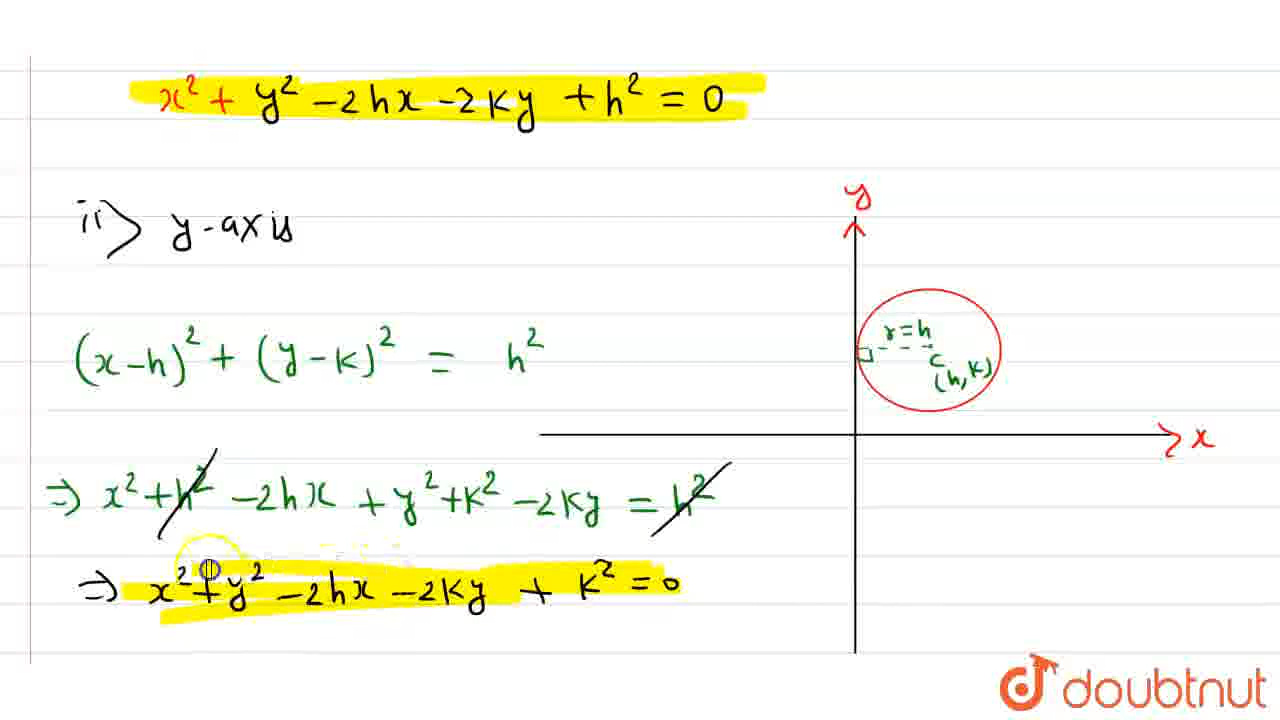 x² + y² - 2hx - 2ky + h² = 0
ii> y-axis
(x-h)² + (y-k)² = h²
⇒ x² + h² - 2hx + y² + k² - 2ky = h²
⇒ x² + y² - 2hx - 2ky + k² = 0
y
r=h
c
(h,k)
x
doubtnut